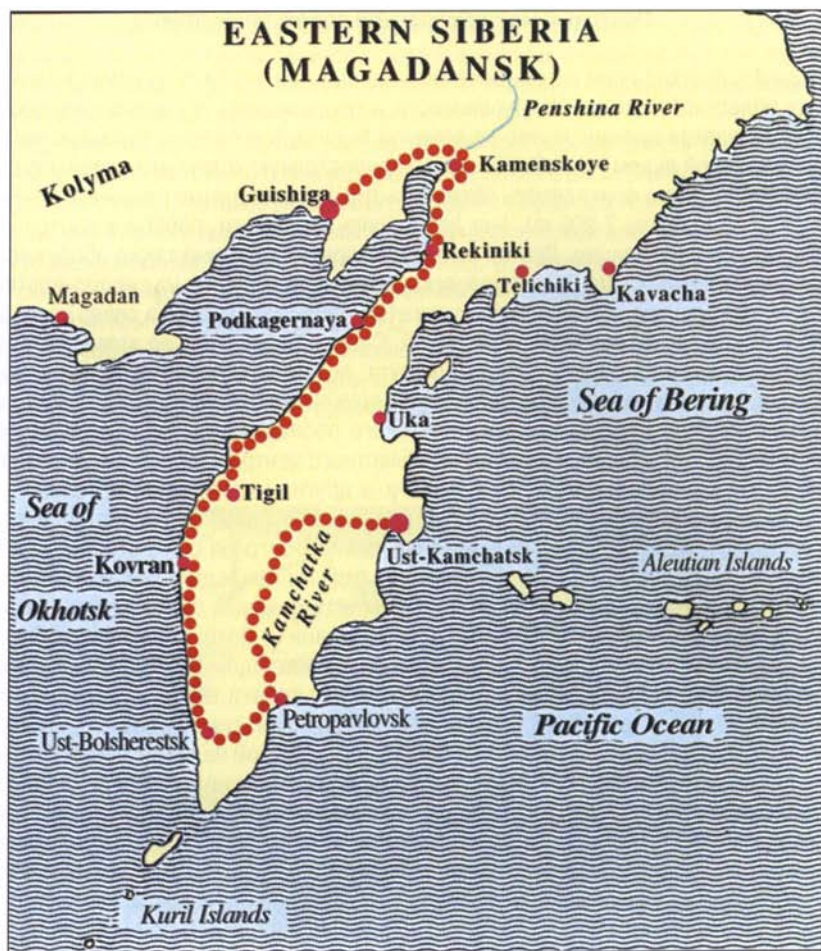 EASTERN SIBERIA
(MAGADANSK)
Penshina River
Kolyma
Kamenskoye
Guishiga
Rekiniki
Telichiki
Kavacha
Magadan
Podkagernaya
Sea of Bering
Uka
Tigil
Sea of
Okhotsk
Ust-Kamchatsk
Kovran
Kamchatka
River
Aleutian Islands
Petropavlovsk
Pacific Ocean
Ust-Bolsherestsk
Kuril Islands